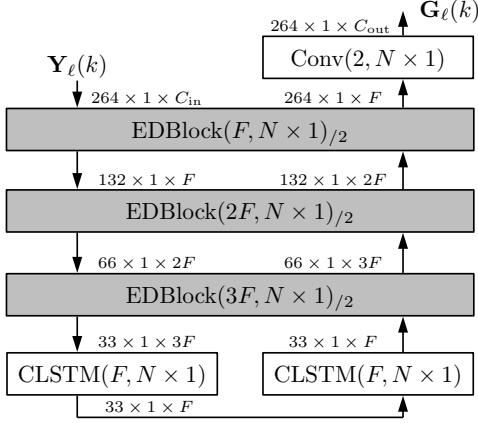 𝐆ℓ(k)
264 × 1 × C_out
Conv(2, N × 1)
𝐘ℓ(k)
264 × 1 × C_in 264 × 1 × F
EDBlock(F, N × 1)/2
132 × 1 × F 132 × 1 × 2F
EDBlock(2F, N × 1)/2
66 × 1 × 2F 66 × 1 × 3F
EDBlock(3F, N × 1)/2
33 × 1 × 3F 33 × 1 × F
CLSTM(F, N × 1) CLSTM(F, N × 1)
33 × 1 × F